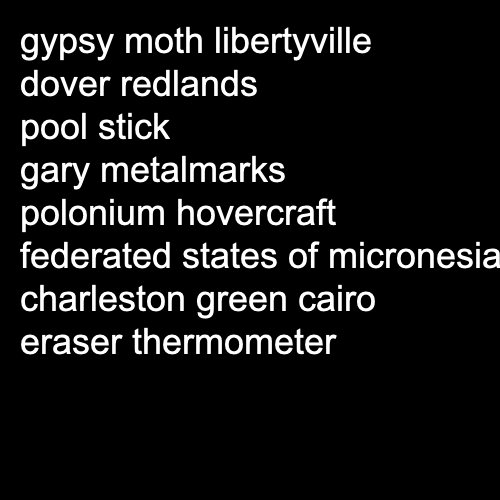 gypsy moth libertyville
dover redlands
pool stick
gary metalmarks
polonium hovercraft
federated states of micronesia
charleston green cairo
eraser thermometer